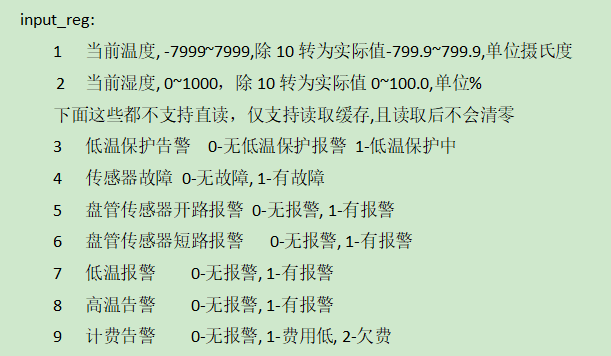 input_reg:
1 当前温度, -7999~7999,除 10 转为实际值-799.9~799.9,单位摄氏度
2 当前湿度, 0~1000，除 10 转为实际值 0~100.0,单位%
下面这些都不支持直读，仅支持读取缓存,且读取后不会清零
3 低温保护告警 0-无低温保护报警 1-低温保护中
4 传感器故障 0-无故障, 1-有故障
5 盘管传感器开路报警 0-无报警, 1-有报警
6 盘管传感器短路报警 0-无报警, 1-有报警
7 低温报警 0-无报警, 1-有报警
8 高温告警 0-无报警, 1-有报警
9 计费告警 0-无报警, 1-费用低, 2-欠费